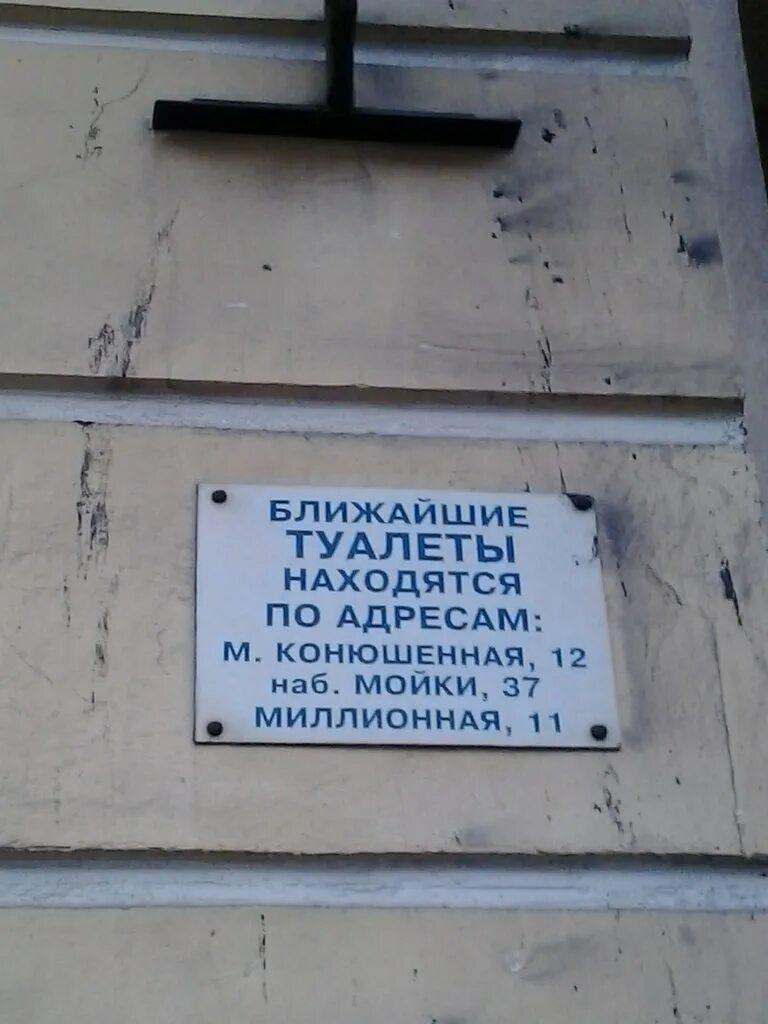 БЛИЖАЙШИЕ
ТУАЛЕТЫ
НАХОДЯТСЯ
ПО АДРЕСАМ:
М. КОНЮШЕННАЯ, 12
наб. МОЙКИ, 37
МИЛЛИОННАЯ, 11